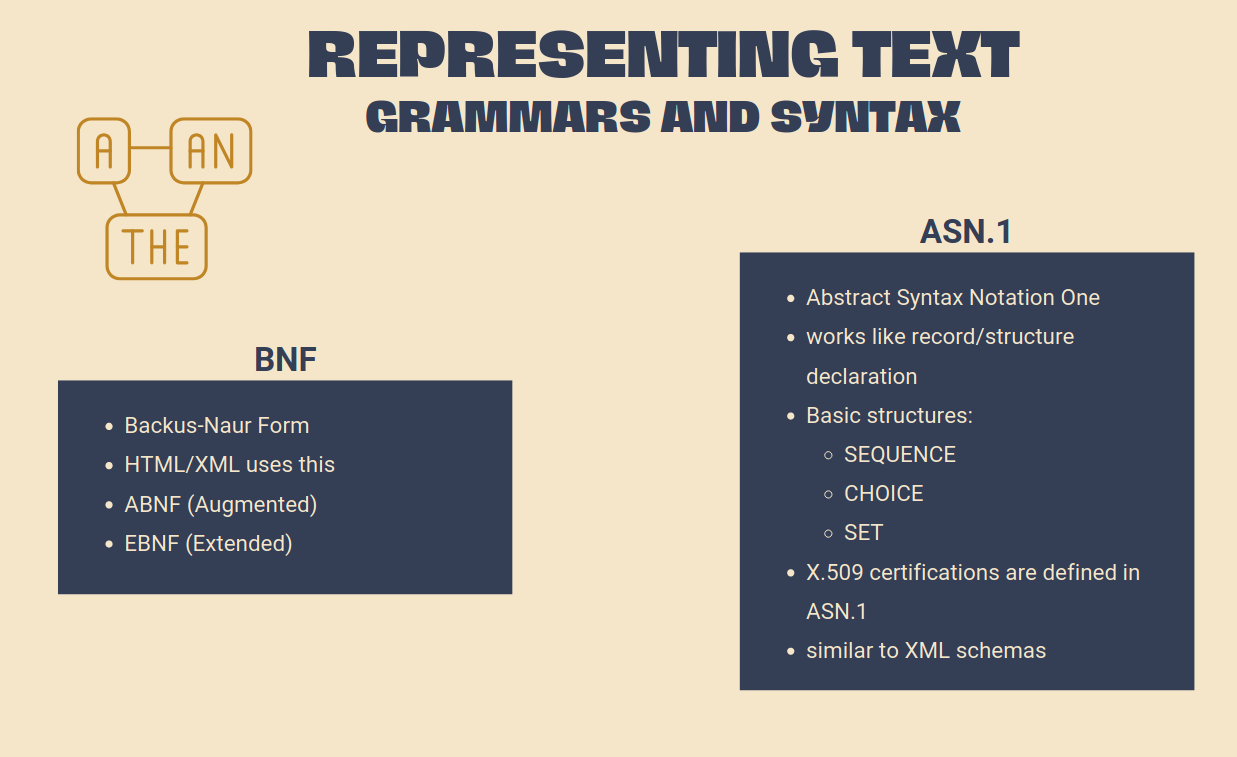 REPRESENTING TEXT
GRAMMARS AND SYNTAX
A
AN
THE
BNF
• Backus-Naur Form
• HTML/XML uses this
• ABNF (Augmented)
• EBNF (Extended)
ASN.1
• Abstract Syntax Notation One
• works like record/structure
declaration
• Basic structures:
◦ SEQUENCE
◦ CHOICE
◦ SET
• X.509 certifications are defined in
ASN.1
• similar to XML schemas